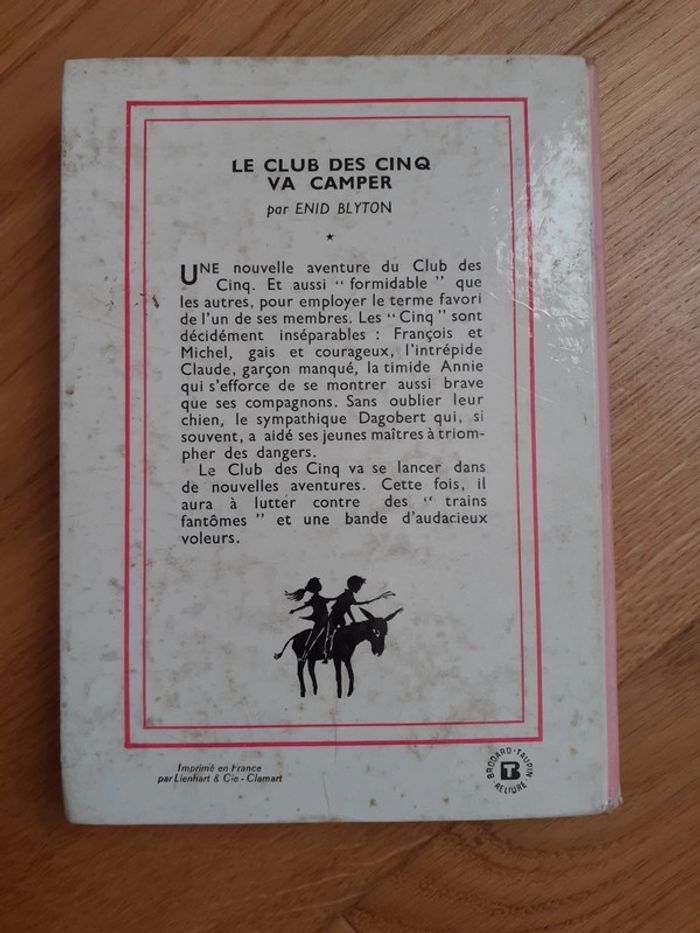 LE CLUB DES CINQ
VA CAMPER
par ENID BLYTON
UNE nouvelle aventure du Club des
Cinq. Et aussi “ formidable ” que
les autres, pour employer le terme favori
de l'un de ses membres. Les “ Cinq ” sont
décidément inséparables : François et
Michel, gais et courageux, l'intrépide
Claude, garçon manqué, la timide Annie
qui s'efforce de se montrer aussi brave
que ses compagnons. Sans oublier leur
chien, le sympathique Dagobert qui, si
souvent, a aidé ses jeunes maîtres à triom-
pher des dangers.
Le Club des Cinq va se lancer dans
de nouvelles aventures. Cette fois, il
aura à lutter contre des “ trains
fantômes ” et une bande d'audacieux
voleurs.
Imprimé en France
par Lienhart & Cie - Clamart
BRODARD · TAUPIN
TB
· RELIURE ·